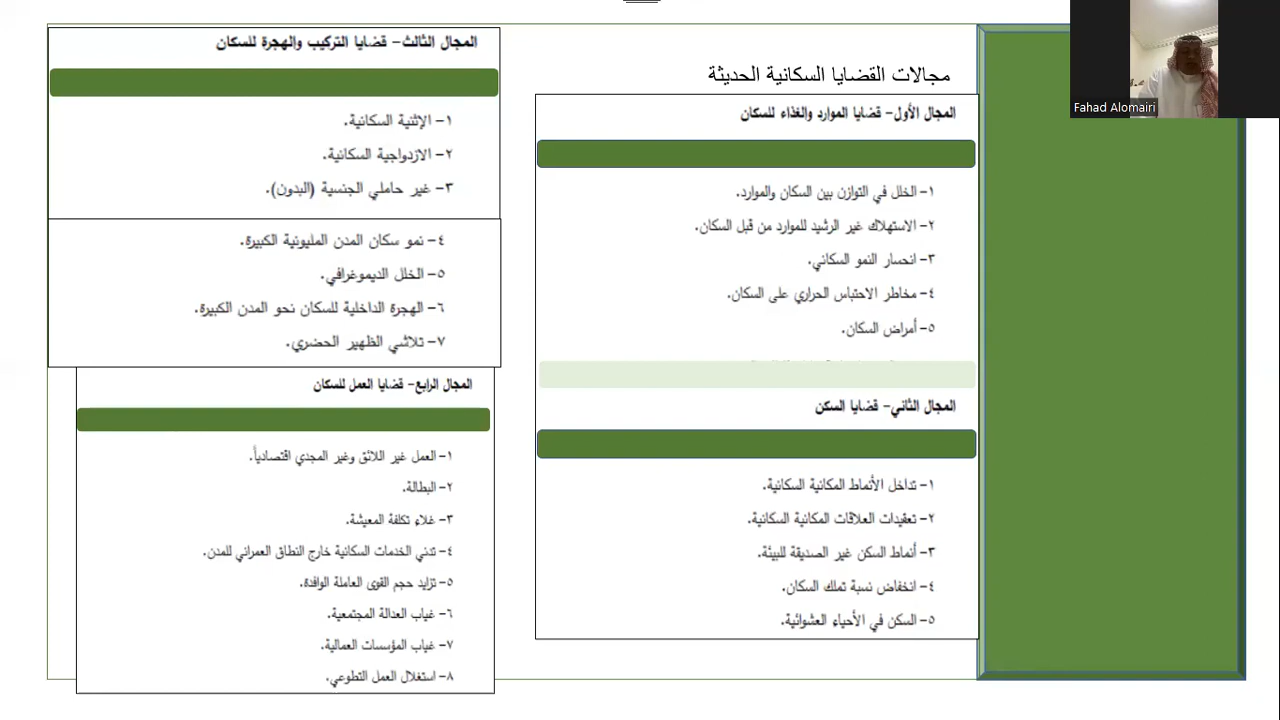 مجالات القضايا السكانية الحديثة
المجال الأول- قضايا الموارد والغذاء للسكان
١- الخلل في التوازن بين السكان والموارد.
٢- الاستهلاك غير الرشيد للموارد من قبل السكان.
٣- انحسار النمو السكاني.
٤- مخاطر الاحتباس الحراري على السكان.
٥- أمراض السكان.
المجال الثاني- قضايا السكن
١- تداخل الأنماط المكانية السكانية.
٢- تعقيدات العلاقات المكانية السكانية.
٣- أنماط السكن غير الصديقة للبيئة.
٤- انخفاض نسبة تملك السكان.
٥- السكن في الأحياء العشوائية.
المجال الثالث- قضايا التركيب والهجرة للسكان
١- الإثنية السكانية.
٢- الازدواجية السكانية.
٣- غير حاملي الجنسية (البدون).
٤- نمو سكان المدن المليونية الكبيرة.
٥- الخلل الديموغرافي.
٦- الهجرة الداخلية للسكان نحو المدن الكبيرة.
٧- تلاشي الظهير الحضري.
المجال الرابع- قضايا العمل للسكان
١- العمل غير اللائق وغير المجدي اقتصادياً.
٢- البطالة.
٣- غلاء تكلفة المعيشة.
٤- تدني الخدمات السكانية خارج النطاق العمراني للمدن.
٥- تزايد حجم القوى العاملة الوافدة.
٦- غياب العدالة المجتمعية.
٧- غياب المؤسسات العمالية.
٨- استغلال العمل التطوعي.
Fahad Alomairi